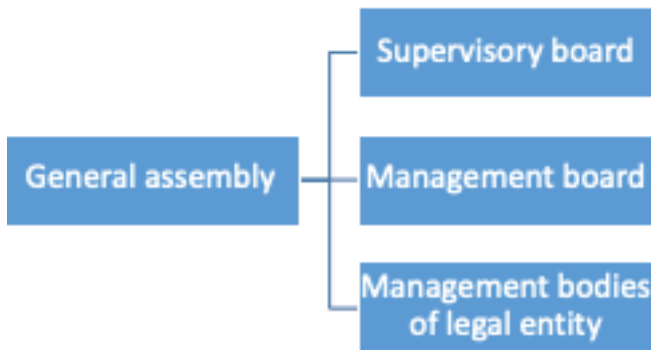 Supervisory board
General assembly
Management board
Management bodies
of legal entity